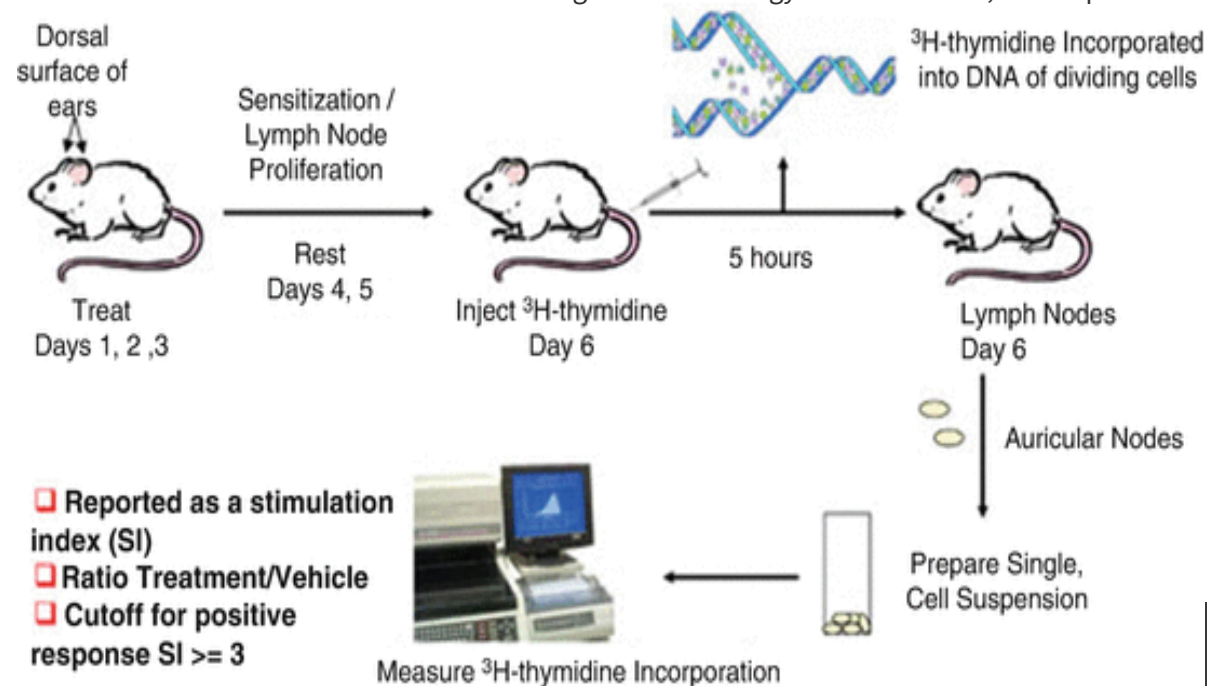 Dorsal
surface of
ears
Sensitization /
Lymph Node
Proliferation
Rest
Days 4, 5
Treat
Days 1, 2 ,3
³H-thymidine Incorporated
into DNA of dividing cells
Inject ³H-thymidine
Day 6
5 hours
Lymph Nodes
Day 6
Auricular Nodes
Prepare Single,
Cell Suspension
Measure ³H-thymidine Incorporation
❑ Reported as a stimulation
index (SI)
❑ Ratio Treatment/Vehicle
❑ Cutoff for positive
response SI >= 3